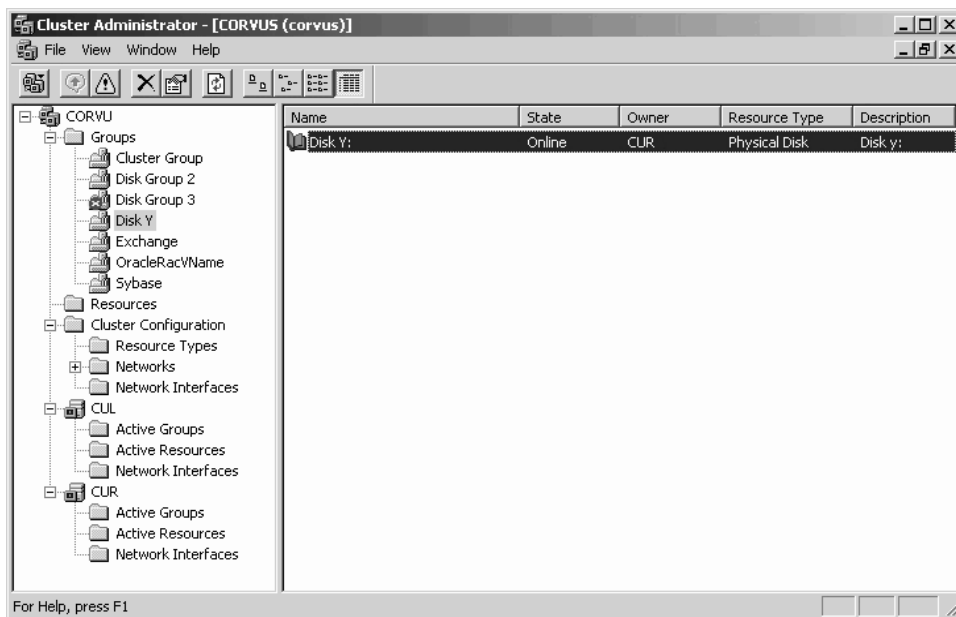 Cluster Administrator - [CORVUS (corvus)]
File View Window Help
CORVU
Groups
Cluster Group
Disk Group 2
Disk Group 3
Disk Y
Exchange
OracleRacVName
Sybase
Resources
Cluster Configuration
Resource Types
Networks
Network Interfaces
CUL
Active Groups
Active Resources
Network Interfaces
CUR
Active Groups
Active Resources
Network Interfaces
Name State Owner Resource Type Description
Disk Y: Online CUR Physical Disk Disk y:
For Help, press F1